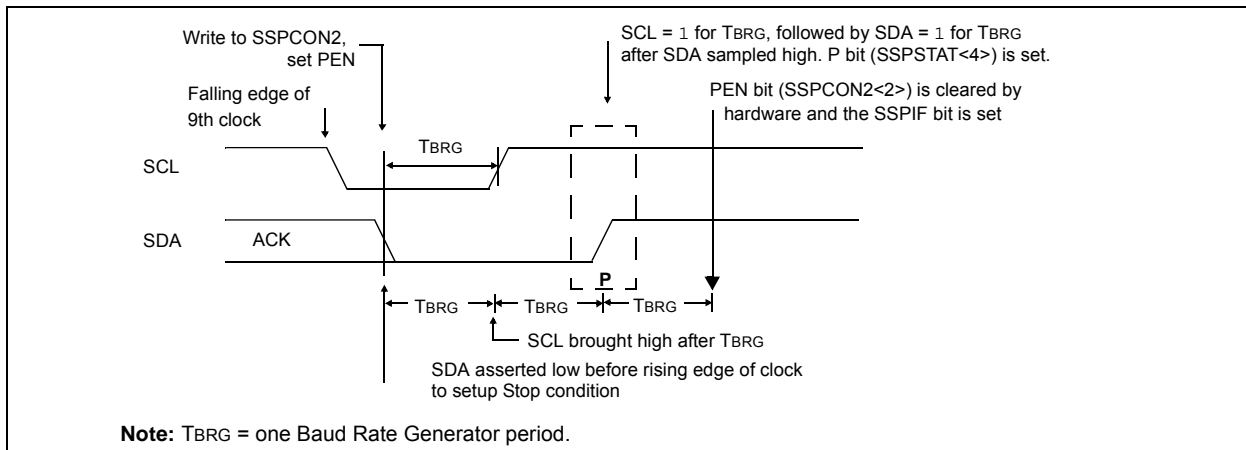 Write to SSPCON2,
set PEN
SCL = 1 for TBRG, followed by SDA = 1 for TBRG
after SDA sampled high. P bit (SSPSTAT<4>) is set.
Falling edge of
9th clock
PEN bit (SSPCON2<2>) is cleared by
hardware and the SSPIF bit is set
TBRG
SCL
SDA
ACK
P
TBRG
TBRG
TBRG
SCL brought high after TBRG
SDA asserted low before rising edge of clock
to setup Stop condition
Note: TBRG = one Baud Rate Generator period.